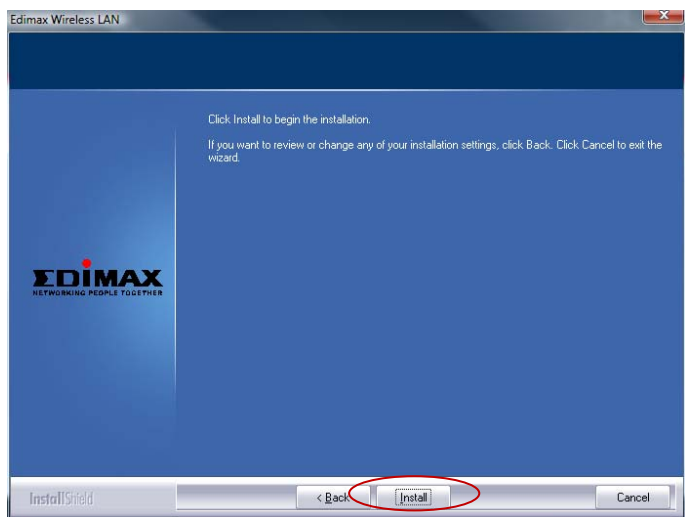 Edimax Wireless LAN
Click Install to begin the installation.
If you want to review or change any of your installation settings, click Back. Click Cancel to exit the
wizard.
EDIMAX
NETWORKING PEOPLE TOGETHER
InstallShield
< Back
Install
Cancel